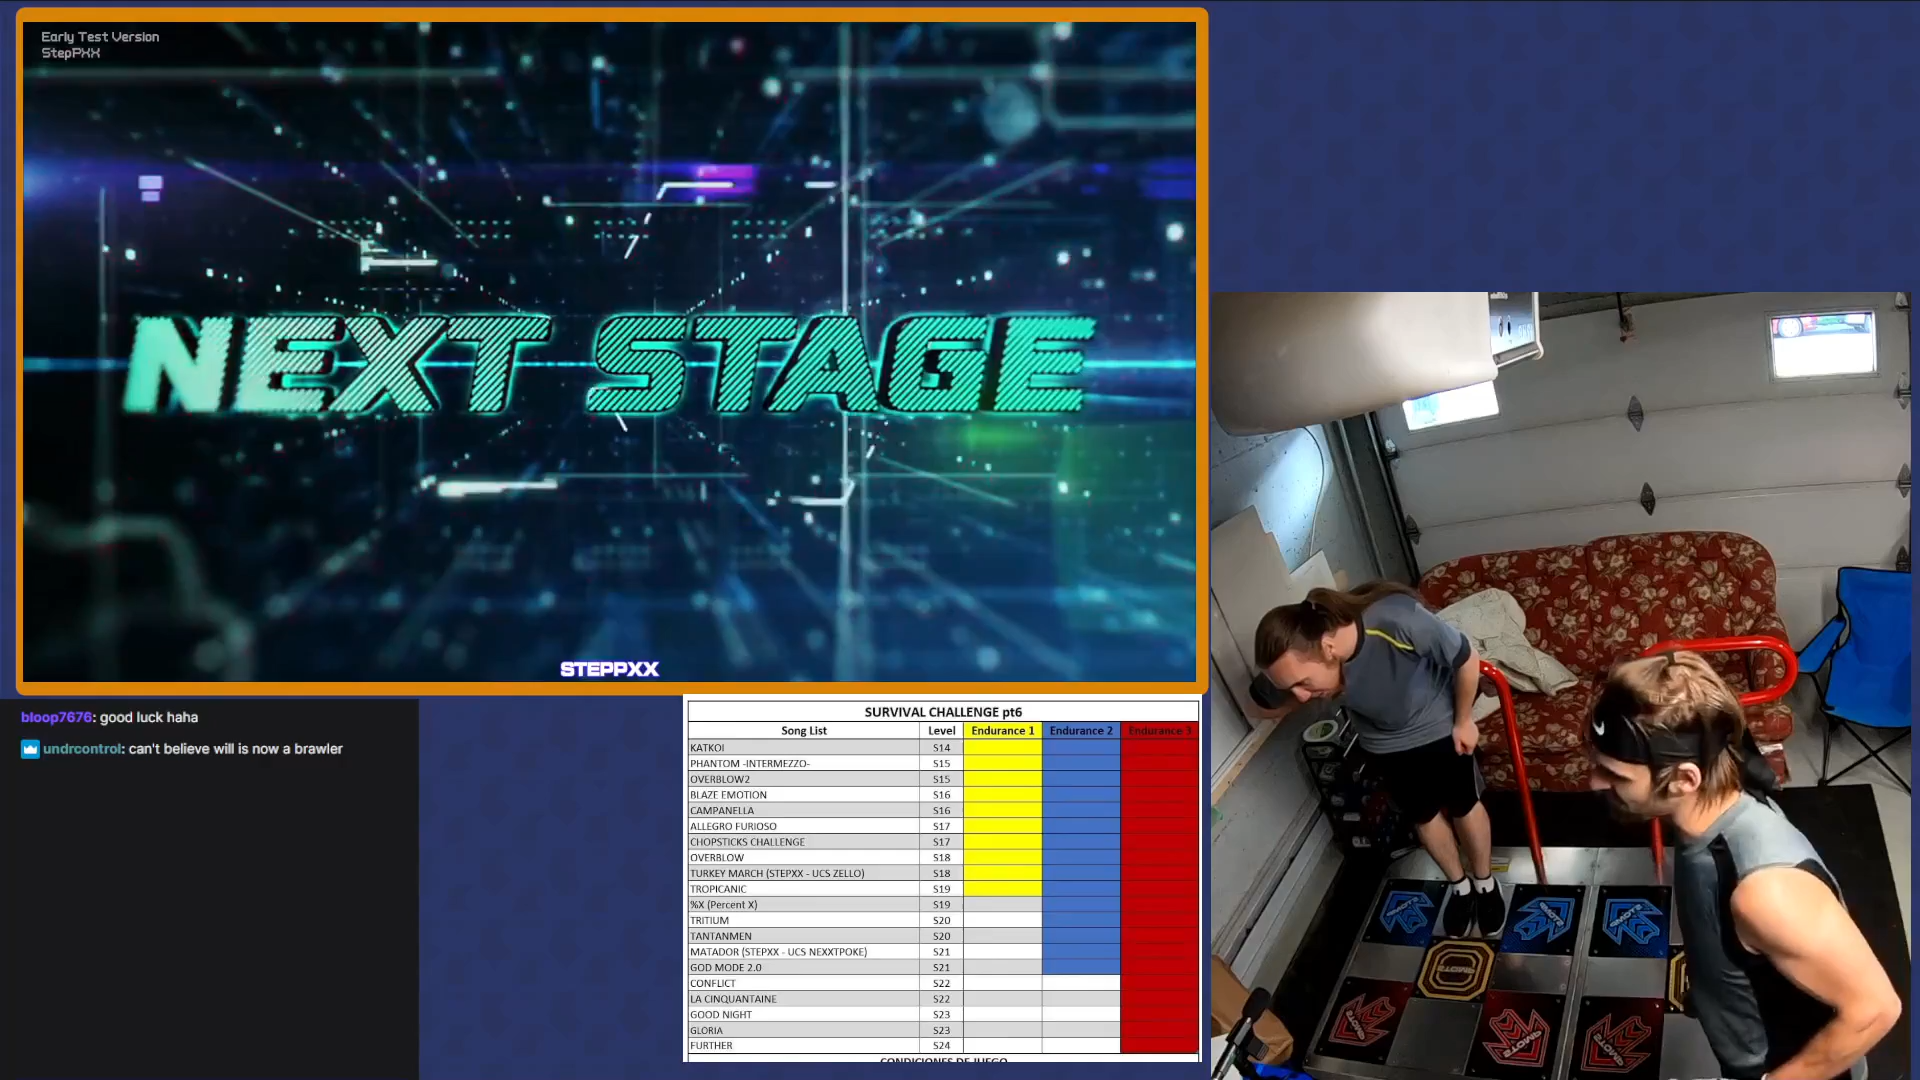 Early Test Version
StepPXX
NEXT STAGE
STEPPXX
bloop7676: good luck haha
undrcontrol: can't believe will is now a brawler
SURVIVAL CHALLENGE pt6
Song List Level Endurance 1 Endurance 2 Endurance 3
KATKOI S14
PHANTOM -INTERMEZZO- S15
OVERBLOW2 S15
BLAZE EMOTION S16
CAMPANELLA S16
ALLEGRO FURIOSO S17
CHOPSTICKS CHALLENGE S17
OVERBLOW S18
TURKEY MARCH (STEPXX - UCS ZELLO) S18
TROPICANIC S19
%X (Percent X) S19
TRITIUM S20
TANTANMEN S20
MATADOR (STEPXX - UCS NEXXTPOKE) S21
GOD MODE 2.0 S21
CONFLICT S22
LA CINQUANTAINE S22
GOOD NIGHT S23
GLORIA S23
FURTHER S24
CONDICIONES DE JUEGO